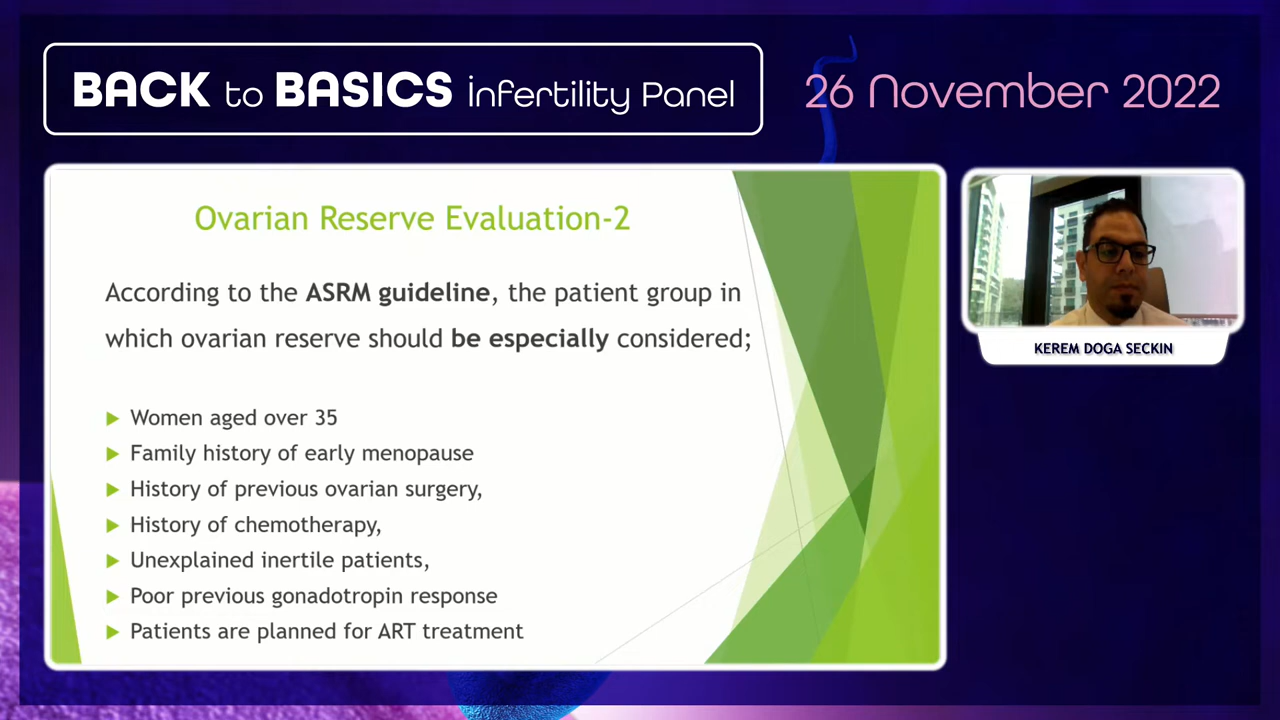 BACK to BASICS infertility Panel
26 November 2022
Ovarian Reserve Evaluation-2
According to the ASRM guideline, the patient group in
which ovarian reserve should be especially considered;
Women aged over 35
Family history of early menopause
History of previous ovarian surgery,
History of chemotherapy,
Unexplained inertile patients,
Poor previous gonadotropin response
Patients are planned for ART treatment
KEREM DOGA SECKIN